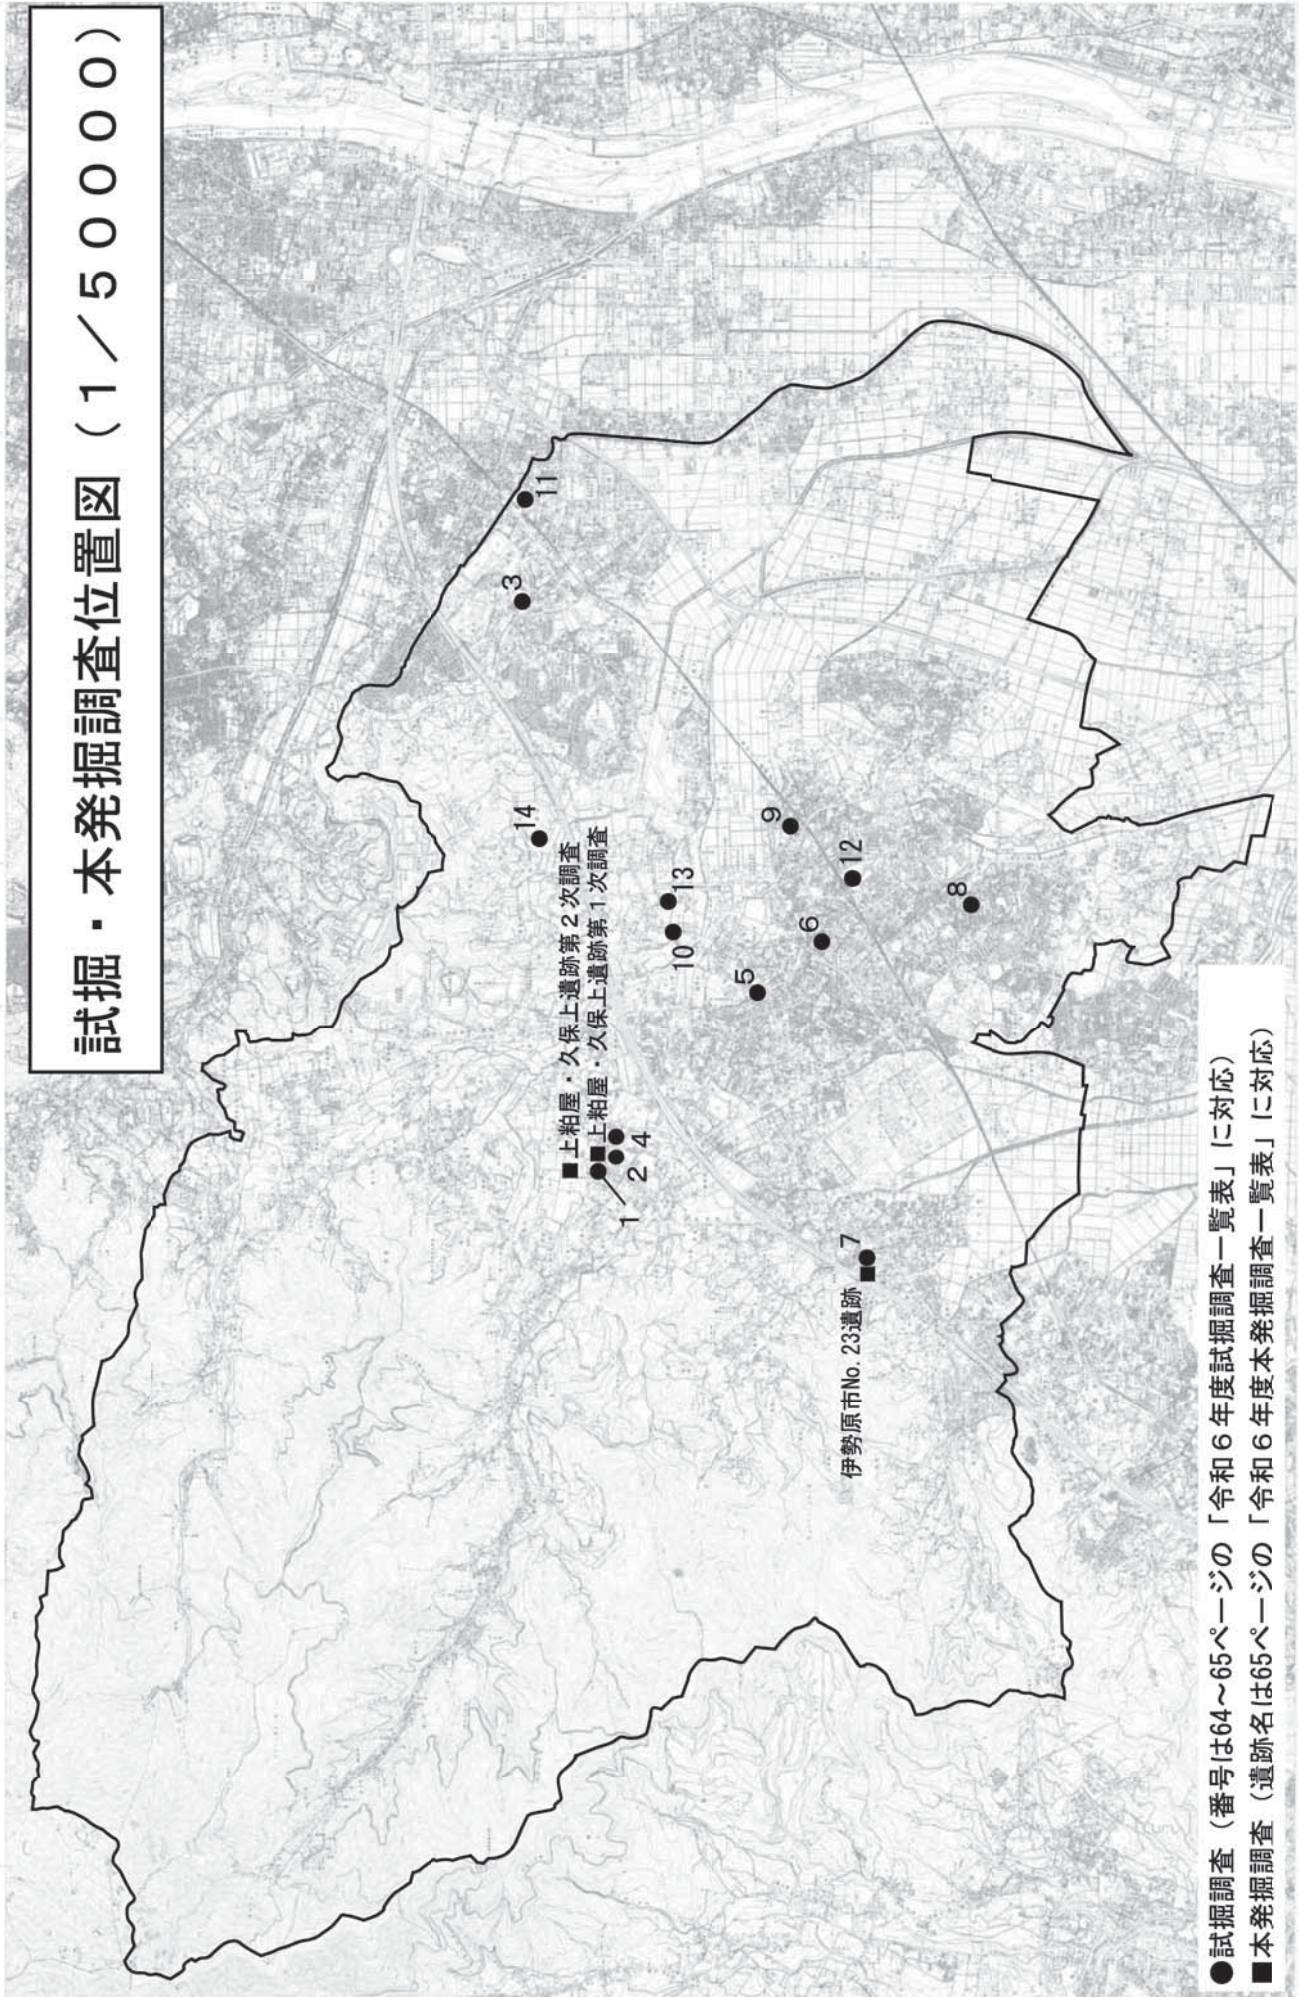 試掘・本発掘調査位置図（１／５００００）
11
3
14
■上粕屋・久保上遺跡第２次調査
■上粕屋・久保上遺跡第１次調査
4
2
1
13
10
9
12
6
5
8
7
伊勢原市No.23遺跡
●試掘調査（番号は64～65ページの「令和６年度試掘調査一覧表」に対応）
■本発掘調査（遺跡名は65ページの「令和６年度本発掘調査一覧表」に対応）